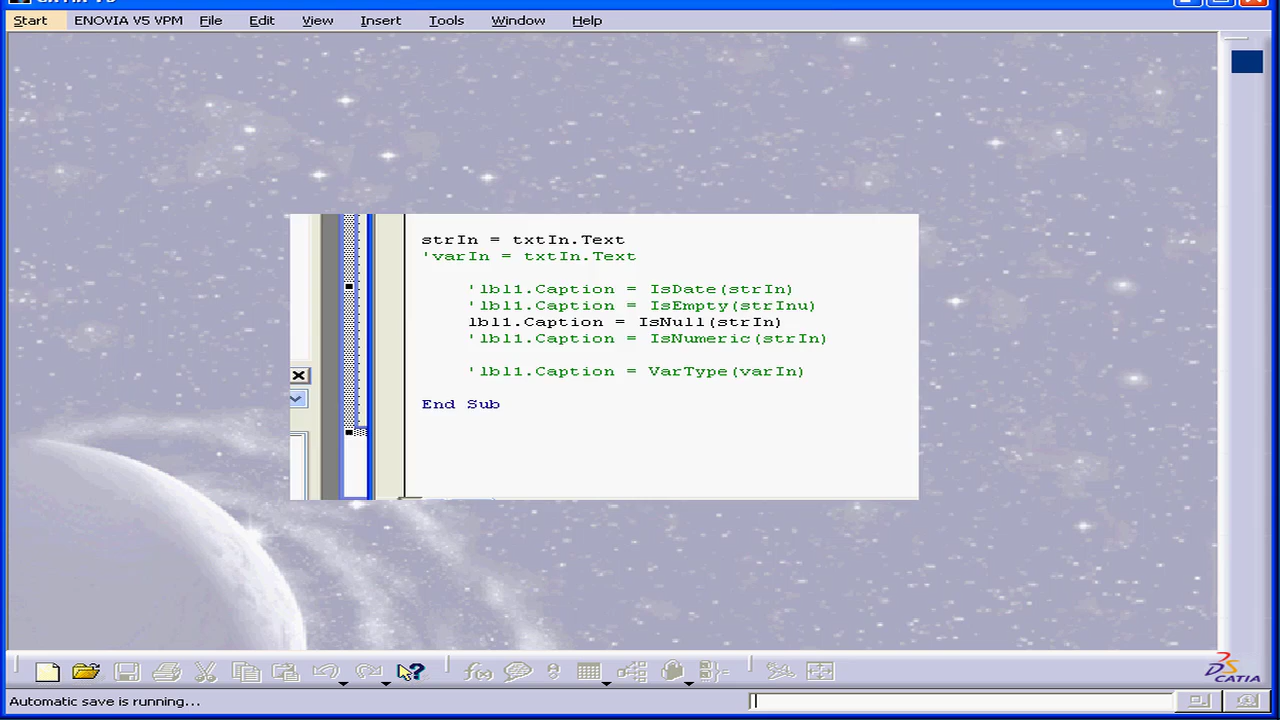 Start ENOVIA V5 VPM File Edit View Insert Tools Window Help
strIn = txtIn.Text
'varIn = txtIn.Text
'lbl1.Caption = IsDate(strIn)
'lbl1.Caption = IsEmpty(strInu)
lbl1.Caption = IsNull(strIn)
'lbl1.Caption = IsNumeric(strIn)
'lbl1.Caption = VarType(varIn)
End Sub
CATIA
Automatic save is running...